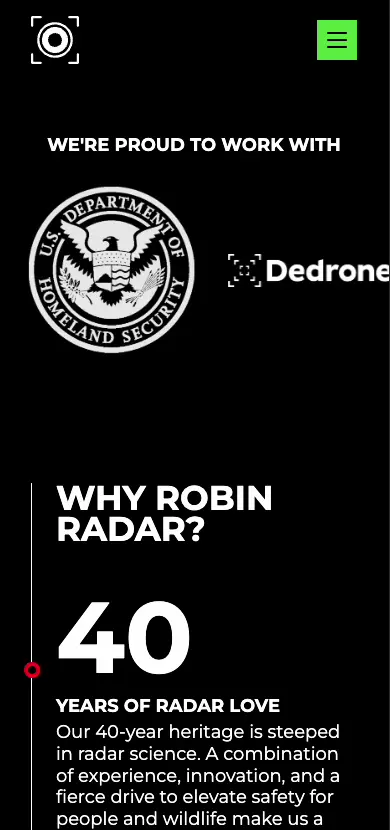 WE'RE PROUD TO WORK WITH
U.S. DEPARTMENT OF
HOMELAND SECURITY
Dedrone
WHY ROBIN
RADAR?
40
YEARS OF RADAR LOVE
Our 40-year heritage is steeped
in radar science. A combination
of experience, innovation, and a
fierce drive to elevate safety for
people and wildlife make us a